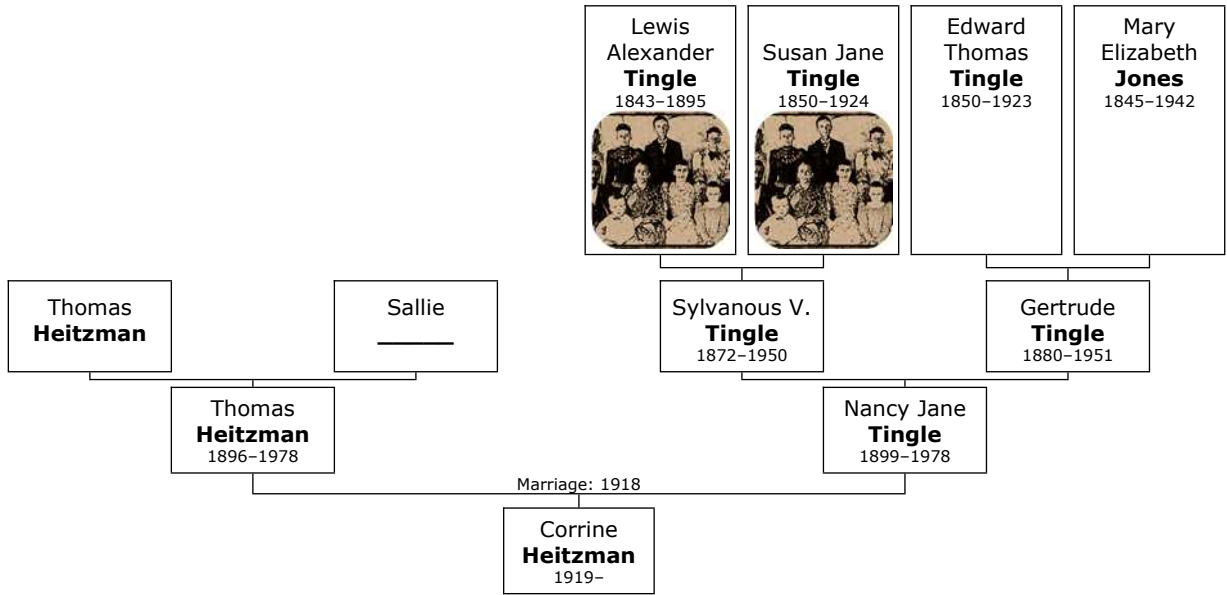 Lewis
Alexander
Tingle
1843–1895
Susan Jane
Tingle
1850–1924
Edward
Thomas
Tingle
1850–1923
Mary
Elizabeth
Jones
1845–1942
Thomas
Heitzman
Sallie
______
Sylvanous V.
Tingle
1872–1950
Gertrude
Tingle
1880–1951
Thomas
Heitzman
1896–1978
Nancy Jane
Tingle
1899–1978
Marriage: 1918
Corrine
Heitzman
1919–